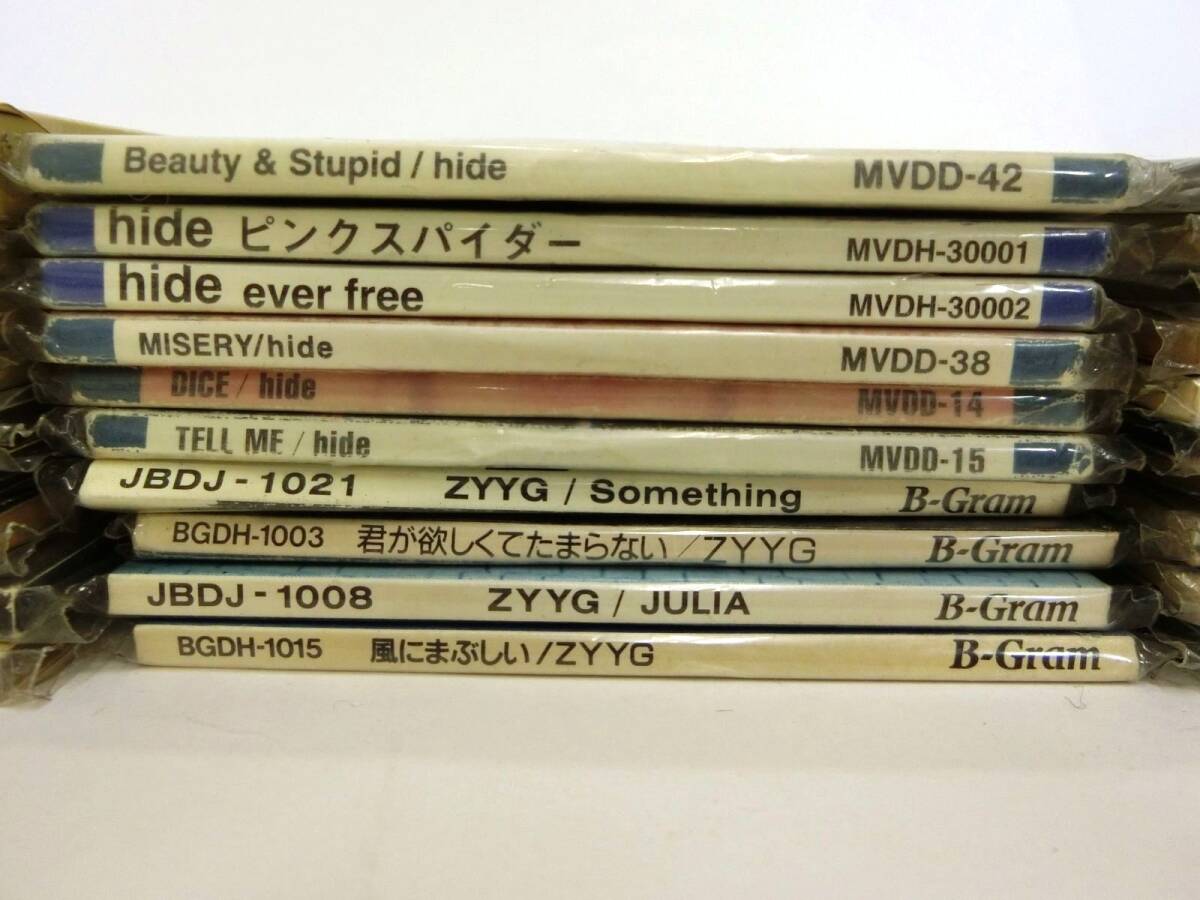 Beauty & Stupid / hide MVDD-42
hide ピンクスパイダー MVDH-30001
hide ever free MVDH-30002
MISERY/hide MVDD-38
DICE / hide MVDD-14
TELL ME / hide MVDD-15
JBDJ-1021 ZYYG / Something B-Gram
BGDH-1003 君が欲しくてたまらない/ZYYG B-Gram
JBDJ-1008 ZYYG / JULIA B-Gram
BGDH-1015 風にまぶしい/ZYYG B-Gram